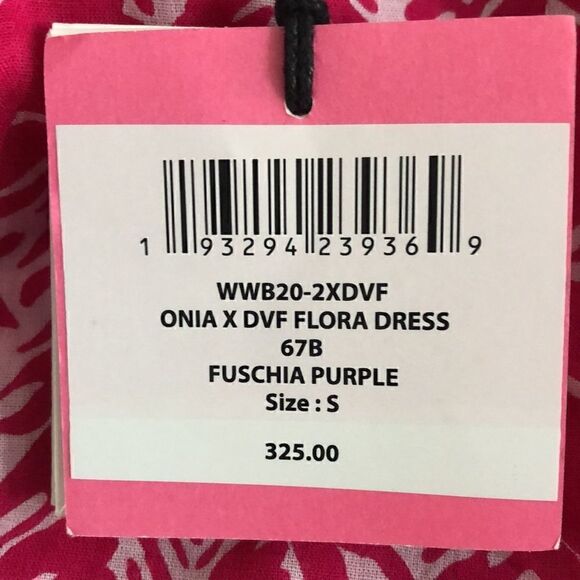 1 93294 23936 9
WWB20-2XDVF
ONIA X DVF FLORA DRESS
67B
FUSCHIA PURPLE
Size : S
325.00